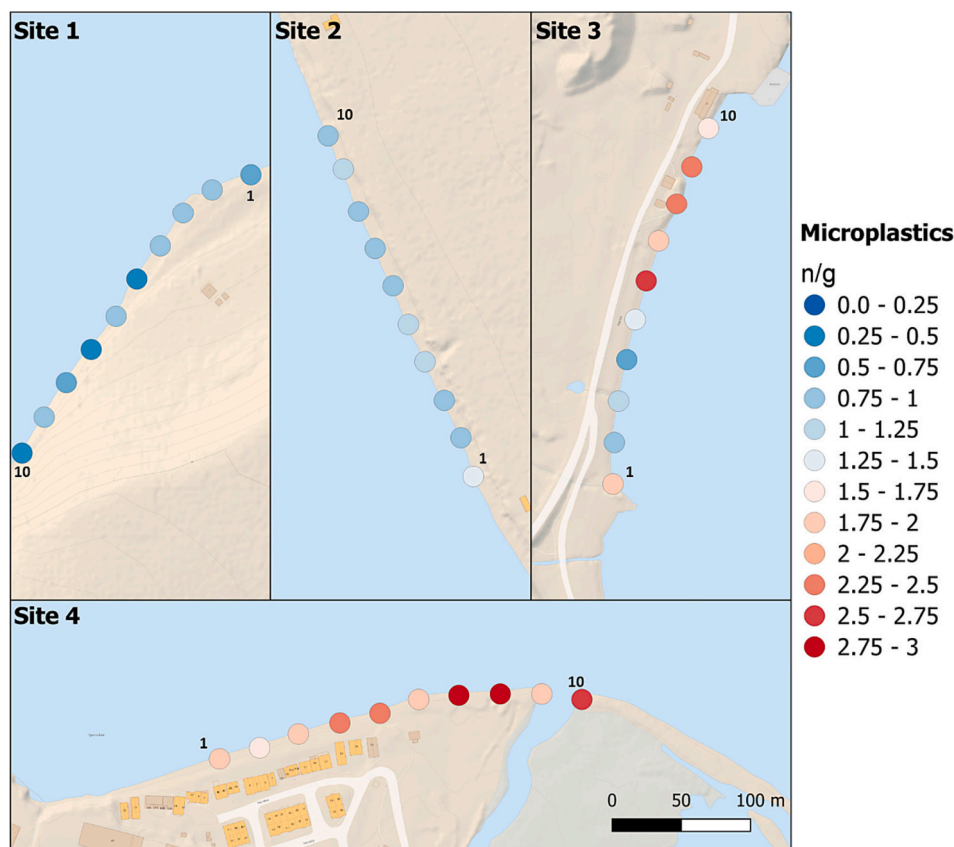 Site 1
Site 2
Site 3
10
10
1
10
1
1
Microplastics
n/g
0.0 - 0.25
0.25 - 0.5
0.5 - 0.75
0.75 - 1
1 - 1.25
1.25 - 1.5
1.5 - 1.75
1.75 - 2
2 - 2.25
2.25 - 2.5
2.5 - 2.75
2.75 - 3
Site 4
10
1
0 50 100 m